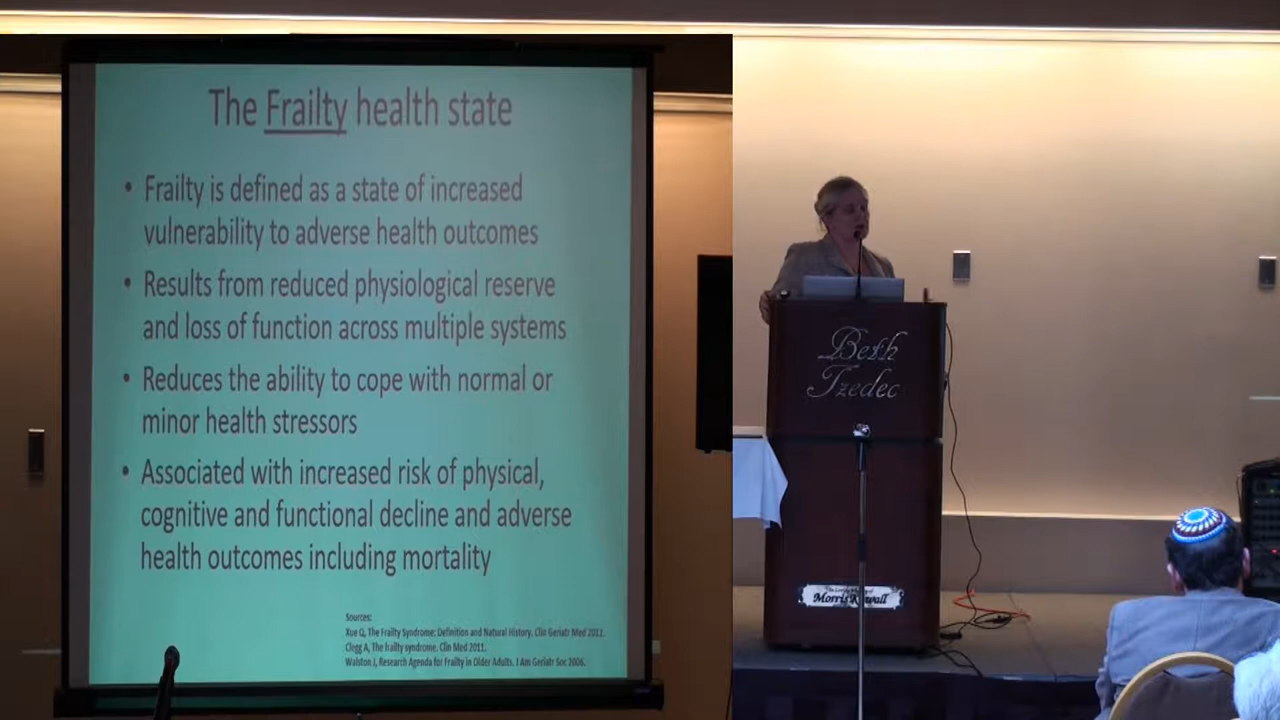 The Frailty health state
• Frailty is defined as a state of increased
vulnerability to adverse health outcomes
• Results from reduced physiological reserve
and loss of function across multiple systems
• Reduces the ability to cope with normal or
minor health stressors
• Associated with increased risk of physical,
cognitive and functional decline and adverse
health outcomes including mortality
Sources:
Xue Q, The Frailty Syndrome: Definition and Natural History. Clin Geriatr Med 2011.
Clegg A, The frailty syndrome. Clin Med 2011.
Walston J, Research Agenda for Frailty in Older Adults. J Am Geriatr Soc 2006.
Beth
Tzedec
Morris